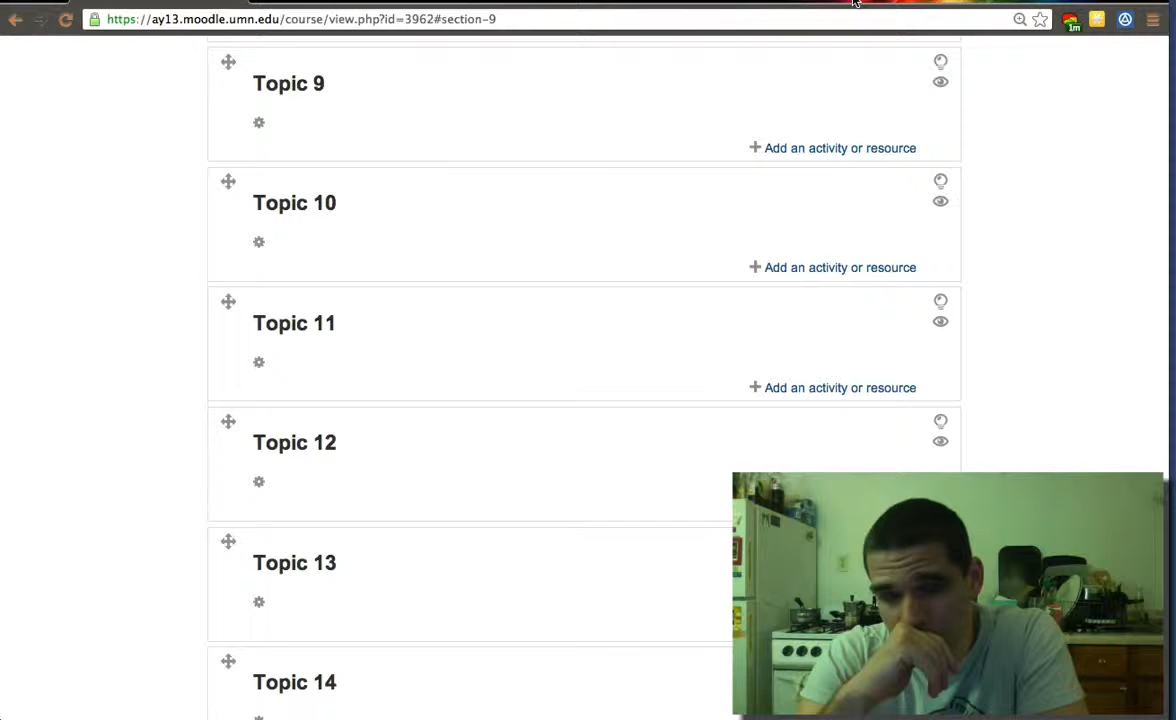 https://ay13.moodle.umn.edu/course/view.php?id=3962#section-9
1m
Topic 9
Add an activity or resource
Topic 10
Add an activity or resource
Topic 11
Add an activity or resource
Topic 12
Topic 13
Topic 14